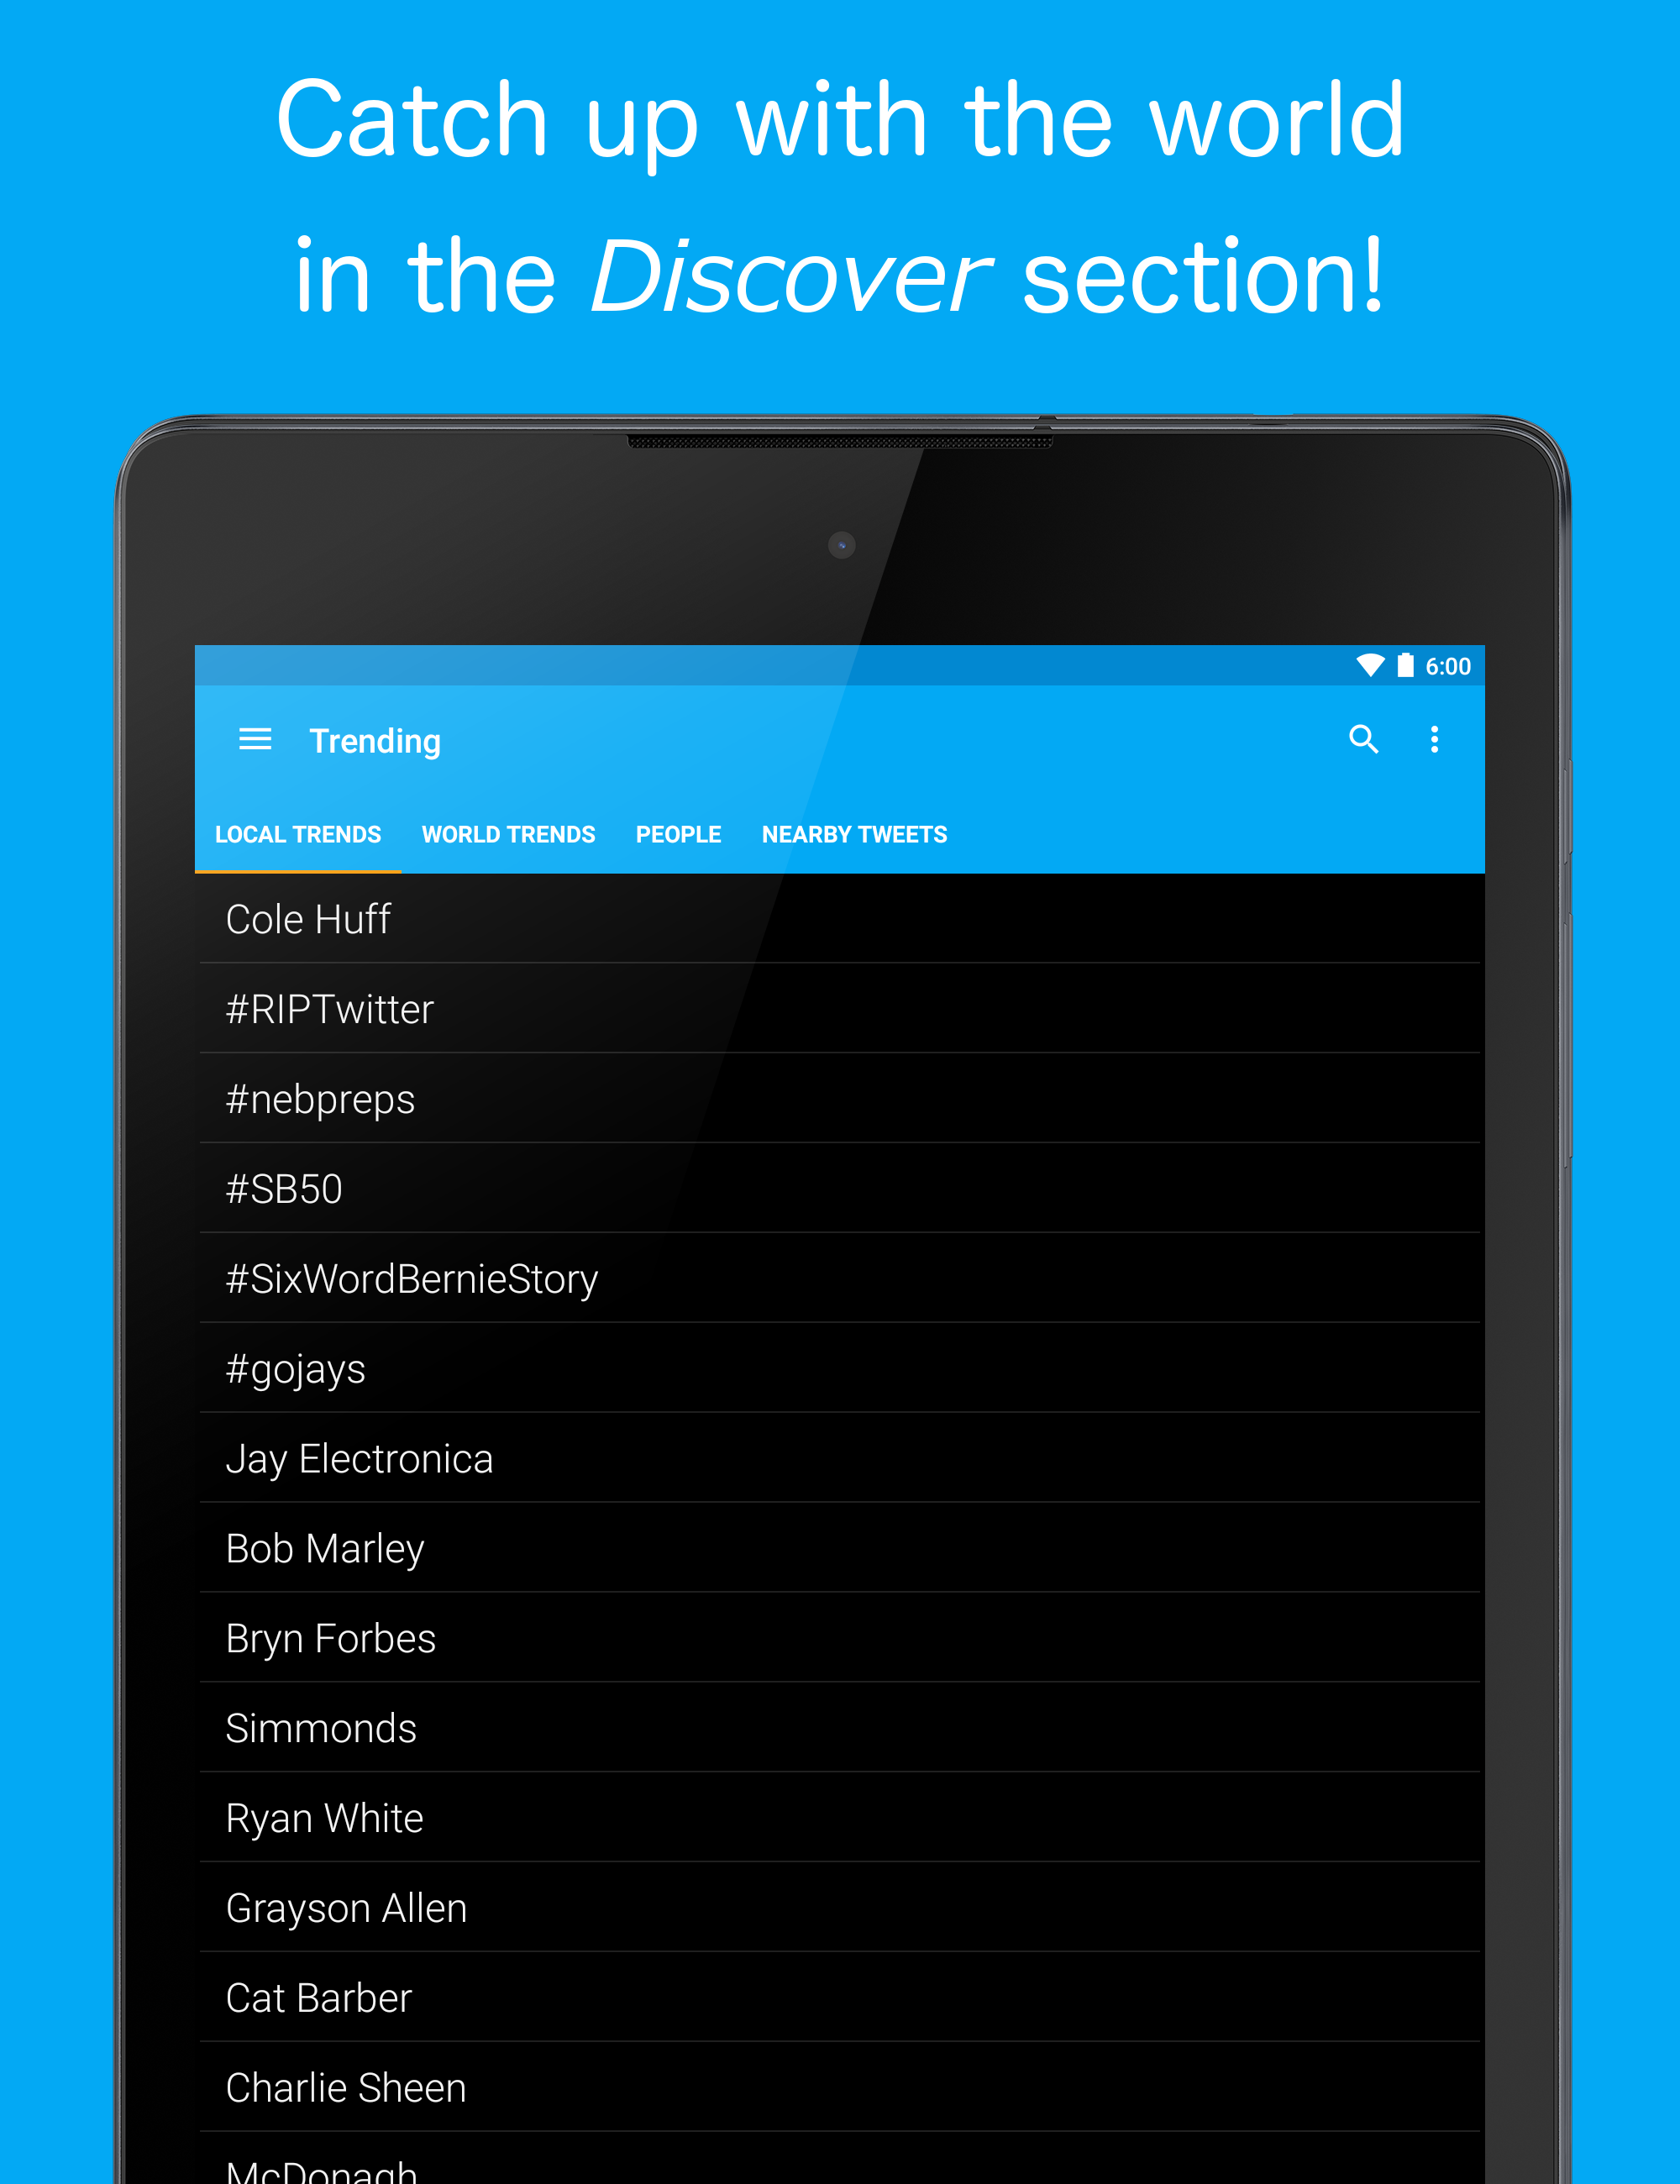 Catch up with the world
in the Discover section!
6:00
Trending
LOCAL TRENDS WORLD TRENDS PEOPLE NEARBY TWEETS
Cole Huff
#RIPTwitter
#nebpreps
#SB50
#SixWordBernieStory
#gojays
Jay Electronica
Bob Marley
Bryn Forbes
Simmonds
Ryan White
Grayson Allen
Cat Barber
Charlie Sheen
McDonagh